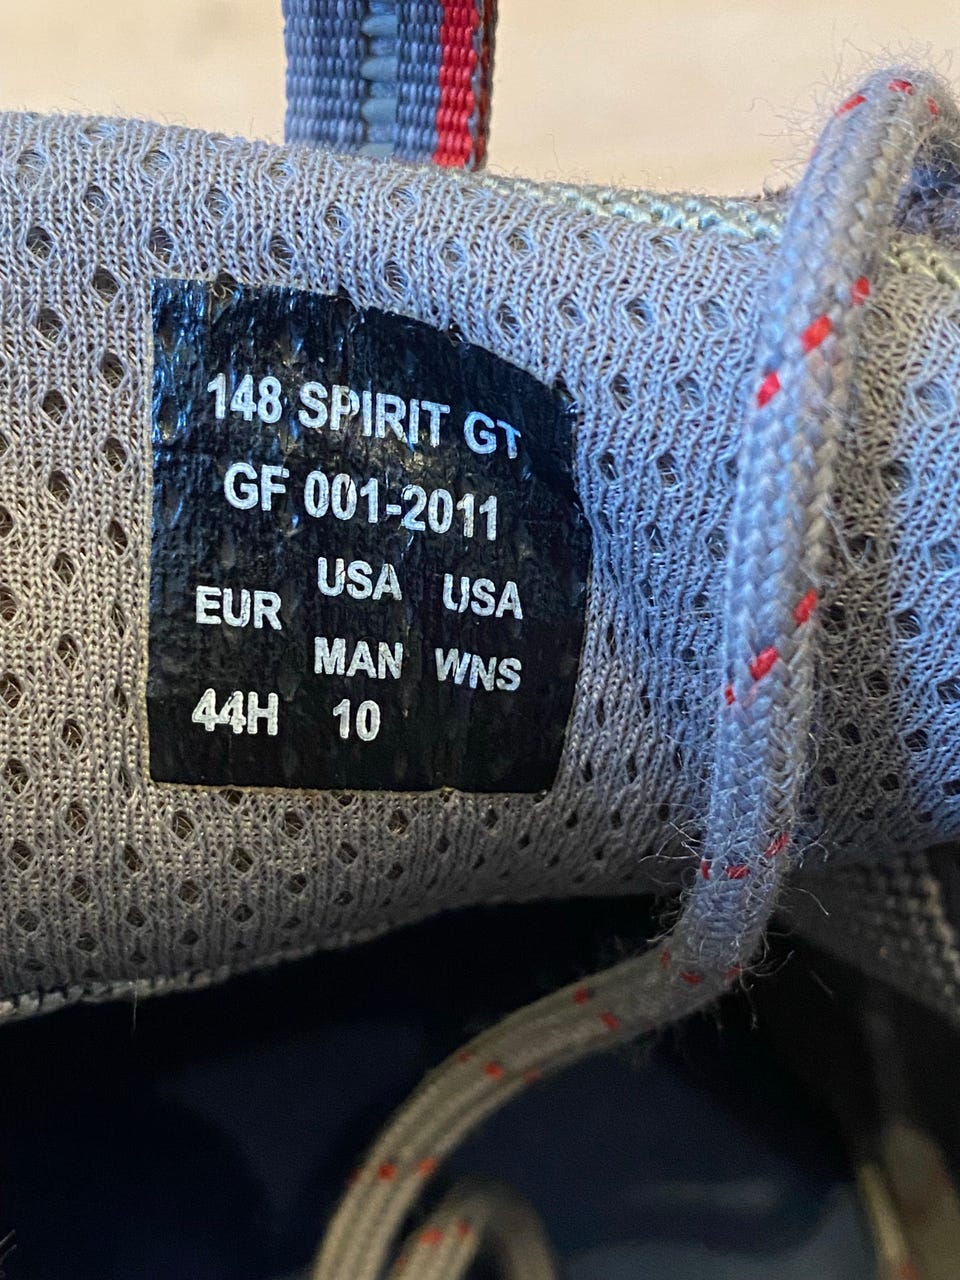 148 SPIRIT GT
GF 001-2011
EUR USA USA
MAN WNS
44H 10